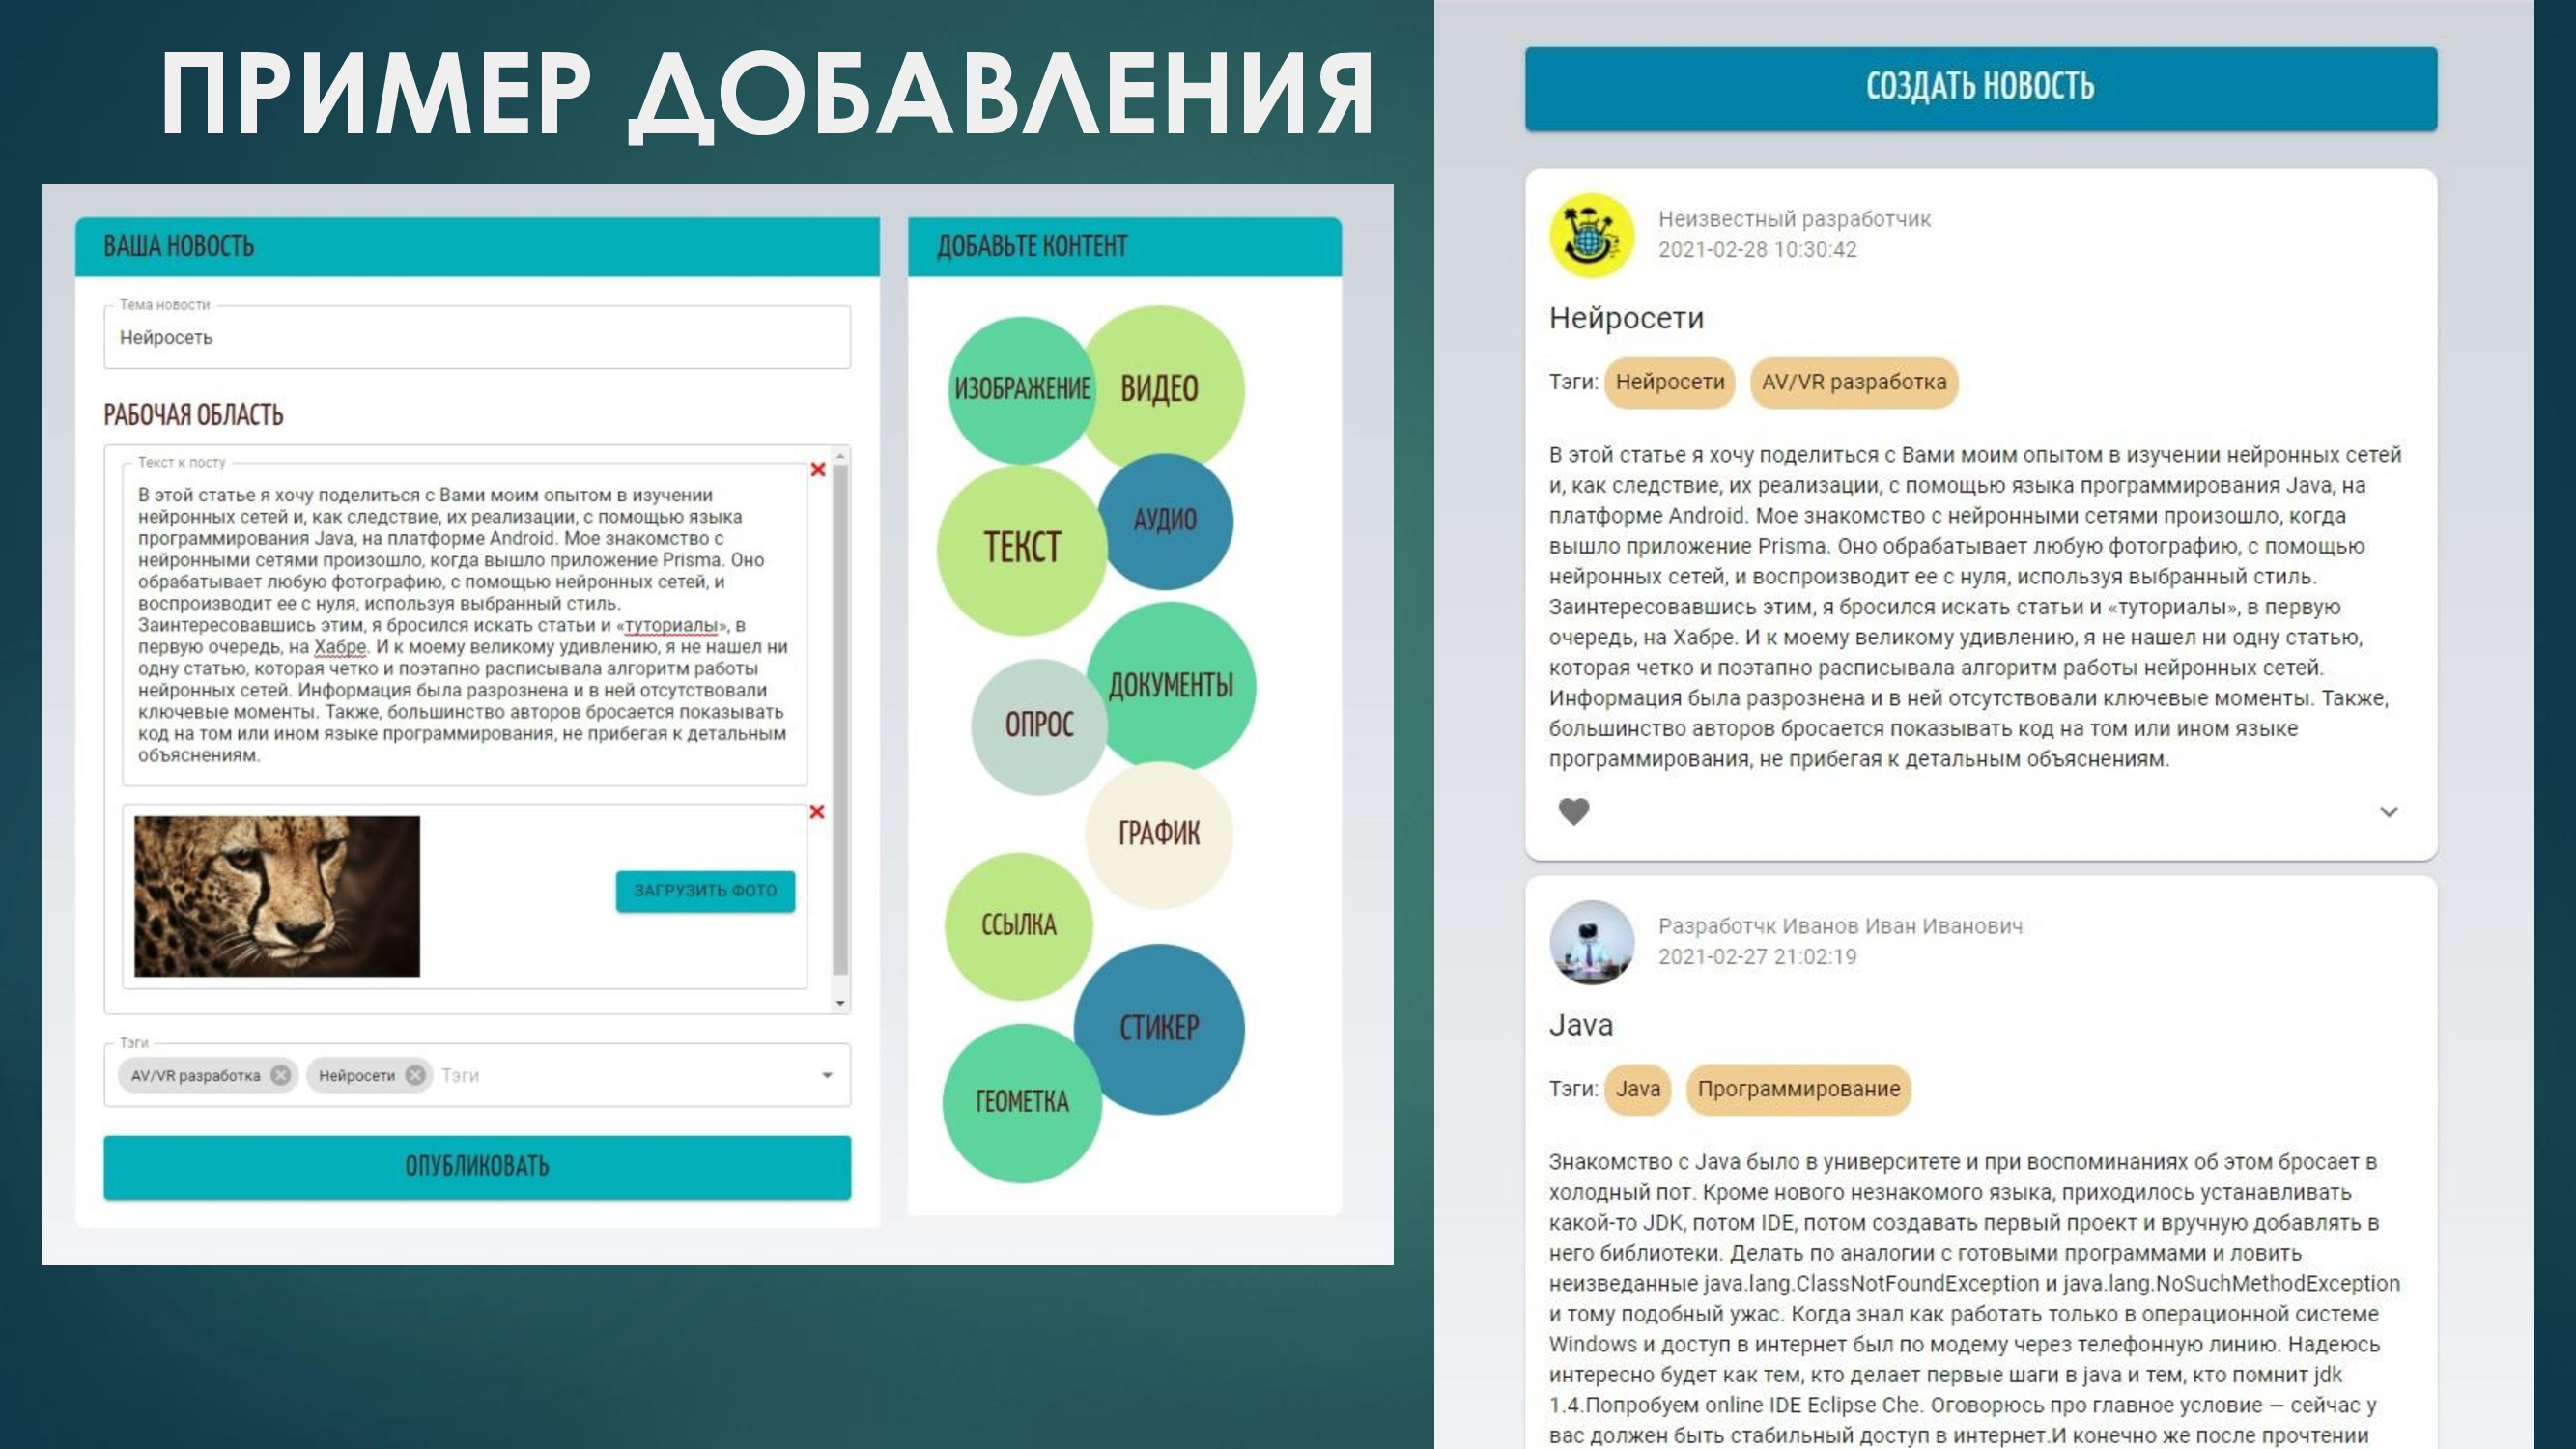 ПРИМЕР ДОБАВЛЕНИЯ
ВАША НОВОСТЬ
Тема новости
Нейросеть
РАБОЧАЯ ОБЛАСТЬ
Текст к посту
В этой статье я хочу поделиться с Вами моим опытом в изучении
нейронных сетей и, как следствие, их реализации, с помощью языка
программирования Java, на платформе Android. Мое знакомство с
нейронными сетями произошло, когда вышло приложение Prisma. Оно
обрабатывает любую фотографию, с помощью нейронных сетей, и
воспроизводит ее с нуля, используя выбранный стиль.
Заинтересовавшись этим, я бросился искать статьи и «туториалы», в
первую очередь, на Хабре. И к моему великому удивлению, я не нашел ни
одну статью, которая четко и поэтапно расписывала алгоритм работы
нейронных сетей. Информация была разрознена и в ней отсутствовали
ключевые моменты. Также, большинство авторов бросается показывать
код на том или ином языке программирования, не прибегая к детальным
объяснениям.
ЗАГРУЗИТЬ ФОТО
Тэги
AV/VR разработка
Нейросети
Тэги
ОПУБЛИКОВАТЬ
ДОБАВЬТЕ КОНТЕНТ
ИЗОБРАЖЕНИЕ
ВИДЕО
ТЕКСТ
АУДИО
ДОКУМЕНТЫ
ОПРОС
ГРАФИК
ССЫЛКА
СТИКЕР
ГЕОМЕТКА
СОЗДАТЬ НОВОСТЬ
Неизвестный разработчик
2021-02-28 10:30:42
Нейросети
Тэги: Нейросети AV/VR разработка
В этой статье я хочу поделиться с Вами моим опытом в изучении нейронных сетей
и, как следствие, их реализации, с помощью языка программирования Java, на
платформе Android. Мое знакомство с нейронными сетями произошло, когда
вышло приложение Prisma. Оно обрабатывает любую фотографию, с помощью
нейронных сетей, и воспроизводит ее с нуля, используя выбранный стиль.
Заинтересовавшись этим, я бросился искать статьи и «туториалы», в первую
очередь, на Хабре. И к моему великому удивлению, я не нашел ни одну статью,
которая четко и поэтапно расписывала алгоритм работы нейронных сетей.
Информация была разрознена и в ней отсутствовали ключевые моменты. Также,
большинство авторов бросается показывать код на том или ином языке
программирования, не прибегая к детальным объяснениям.
Разработчк Иванов Иван Иванович
2021-02-27 21:02:19
Java
Тэги: Java Программирование
Знакомство с Java было в университете и при воспоминаниях об этом бросает в
холодный пот. Кроме нового незнакомого языка, приходилось устанавливать
какой-то JDK, потом IDE, потом создавать первый проект и вручную добавлять в
него библиотеки. Делать по аналогии с готовыми программами и ловить
неизведанные java.lang.ClassNotFoundException и java.lang.NoSuchMethodException
и тому подобный ужас. Когда знал как работать только в операционной системе
Windows и доступ в интернет был по модему через телефонную линию. Надеюсь
интересно будет как тем, кто делает первые шаги в java и тем, кто помнит jdk
1.4.Попробуем online IDE Eclipse Che. Оговорюсь про главное условие — сейчас у
вас должен быть стабильный доступ в интернет.И конечно же после прочтении